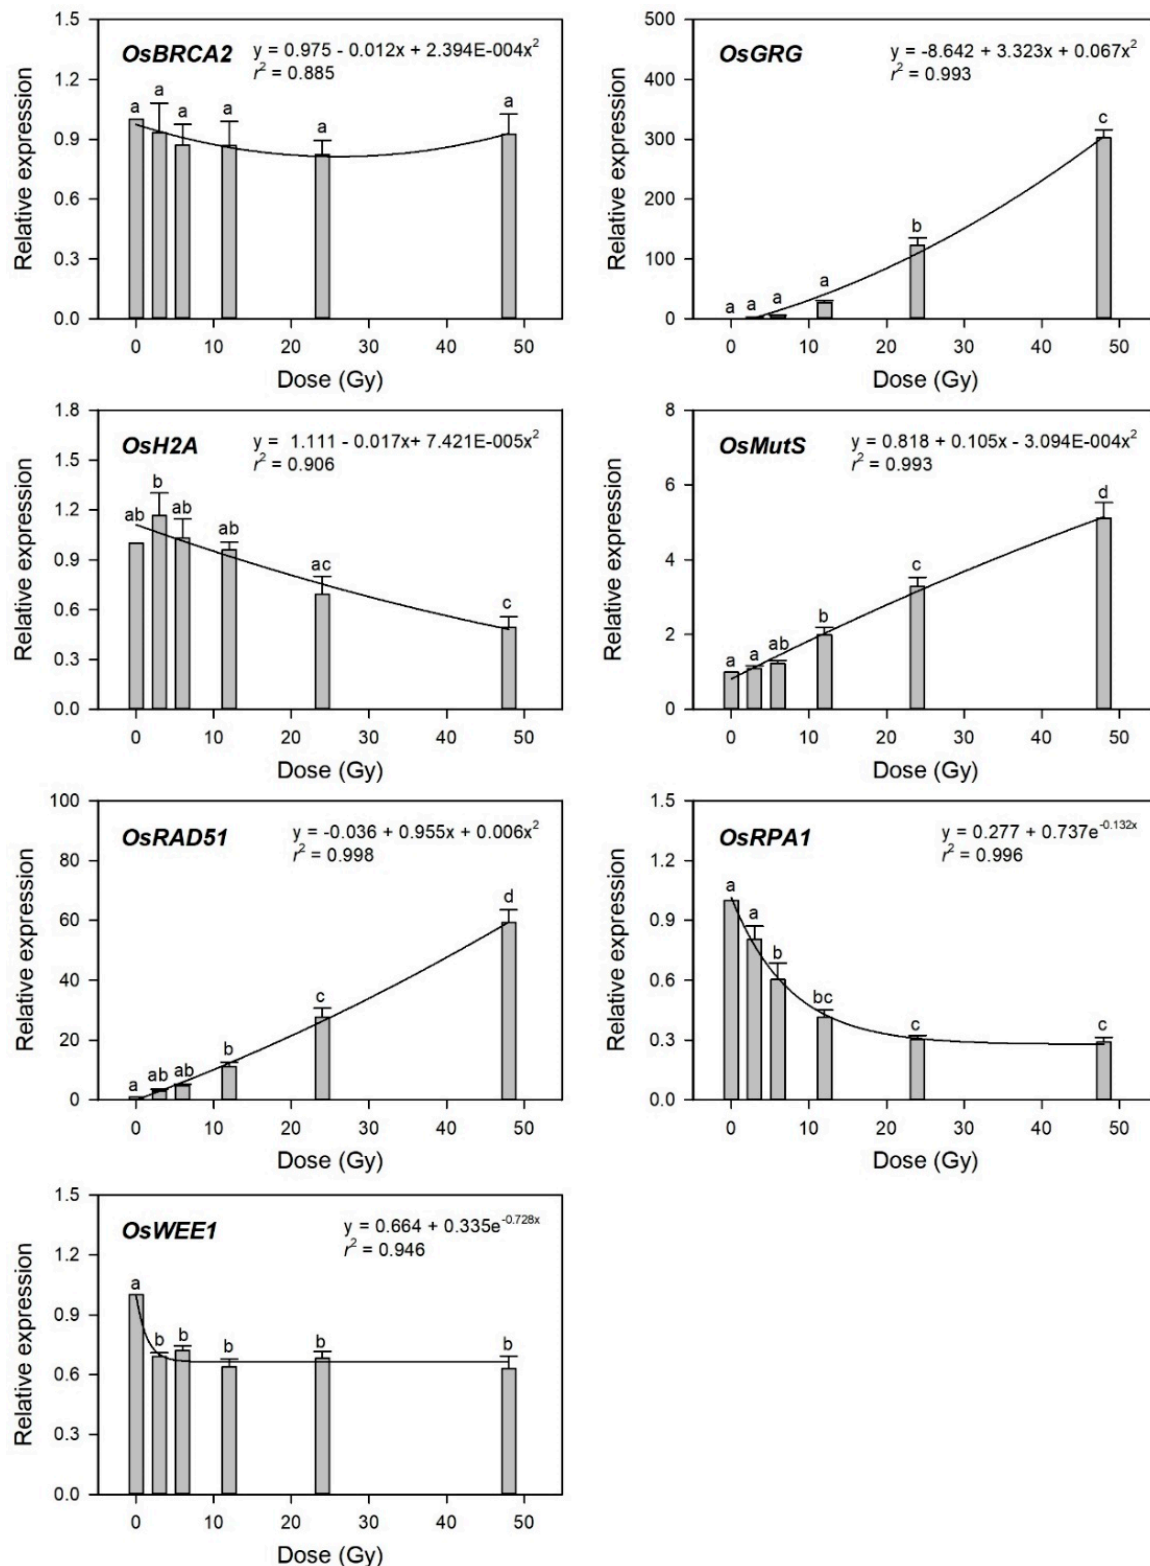 OsBRCA2
y = 0.975 - 0.012x + 2.394E-004x²
r² = 0.885
1.5
1.2
0.9
0.6
0.3
0.0
a a a a a a
0 10 20 30 40 50
Relative expression
Dose (Gy)
OsGRG
y = -8.642 + 3.323x + 0.067x²
r² = 0.993
500
400
300
200
100
0
a a a a b c
0 10 20 30 40 50
Relative expression
Dose (Gy)
OsH2A
y = 1.111 - 0.017x+ 7.421E-005x²
r² = 0.906
1.8
1.5
1.2
0.9
0.6
0.3
0.0
ab b ab ab ac c
0 10 20 30 40 50
Relative expression
Dose (Gy)
OsMutS
y = 0.818 + 0.105x - 3.094E-004x²
r² = 0.993
8
6
4
2
0
a a ab b c d
0 10 20 30 40 50
Relative expression
Dose (Gy)
OsRAD51
y = -0.036 + 0.955x + 0.006x²
r² = 0.998
100
80
60
40
20
0
a ab ab b c d
0 10 20 30 40 50
Relative expression
Dose (Gy)
OsRPA1
y = 0.277 + 0.737e^-0.132x
r² = 0.996
1.5
1.2
0.9
0.6
0.3
0.0
a a b bc c c
0 10 20 30 40 50
Relative expression
Dose (Gy)
OsWEE1
y = 0.664 + 0.335e^-0.728x
r² = 0.946
1.5
1.2
0.9
0.6
0.3
0.0
a b b b b b
0 10 20 30 40 50
Relative expression
Dose (Gy)